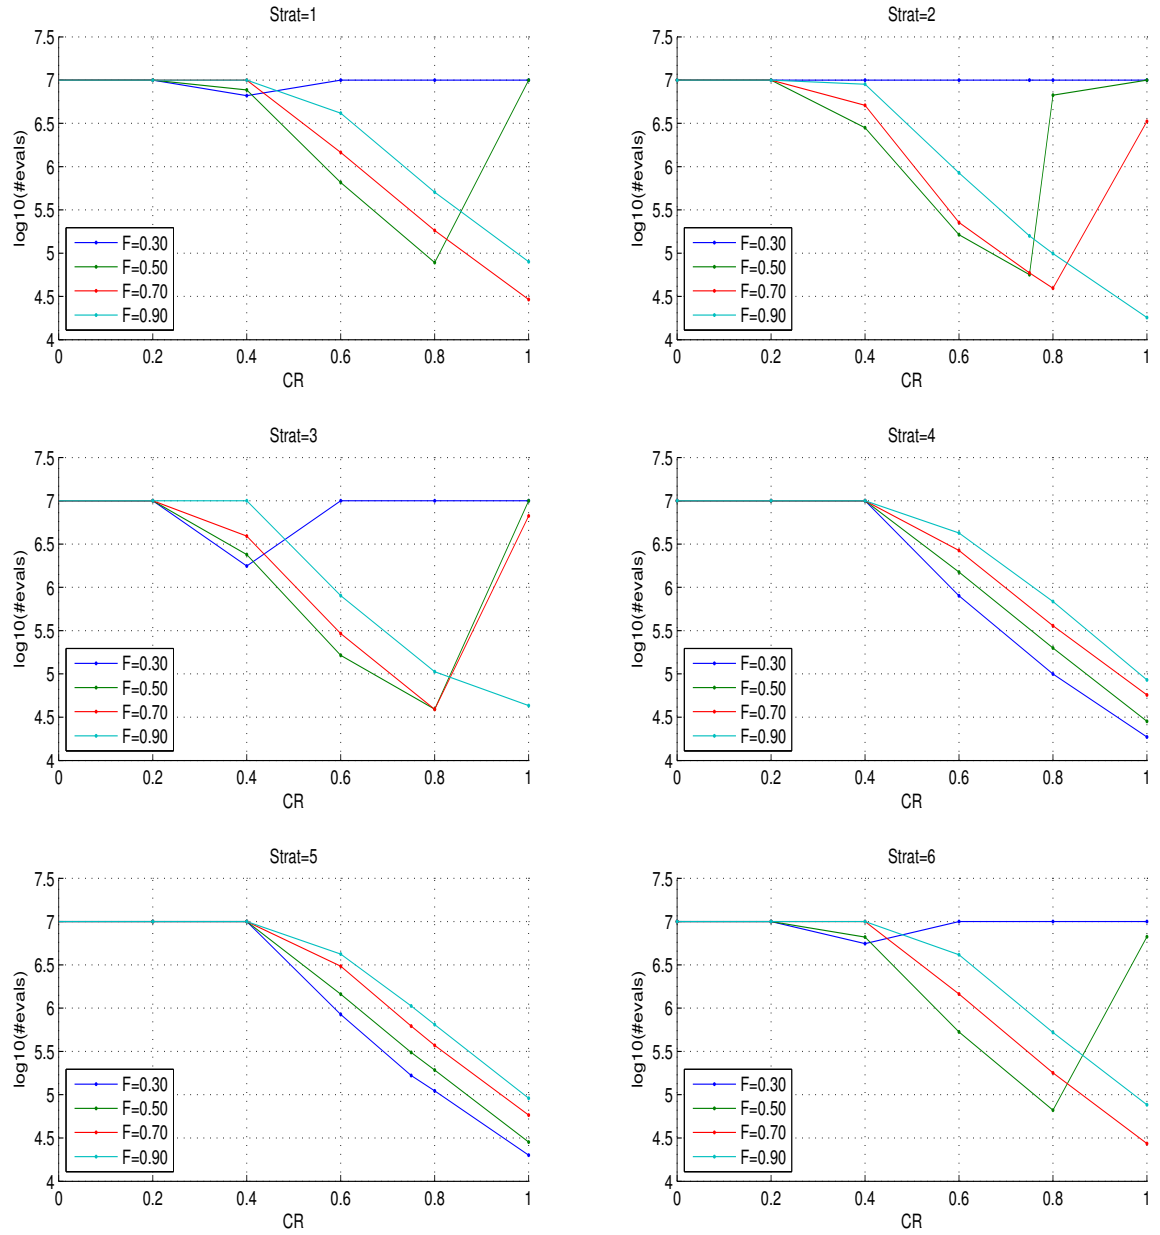 Strat=1
7.5
7
6.5
6
5.5
5
4.5
4
log10(#evals)
F=0.30
F=0.50
F=0.70
F=0.90
0 0.2 0.4 0.6 0.8 1
CR
Strat=2
7.5
7
6.5
6
5.5
5
4.5
4
log10(#evals)
F=0.30
F=0.50
F=0.70
F=0.90
0 0.2 0.4 0.6 0.8 1
CR
Strat=3
7.5
7
6.5
6
5.5
5
4.5
4
log10(#evals)
F=0.30
F=0.50
F=0.70
F=0.90
0 0.2 0.4 0.6 0.8 1
CR
Strat=4
7.5
7
6.5
6
5.5
5
4.5
4
log10(#evals)
F=0.30
F=0.50
F=0.70
F=0.90
0 0.2 0.4 0.6 0.8 1
CR
Strat=5
7.5
7
6.5
6
5.5
5
4.5
4
log10(#evals)
F=0.30
F=0.50
F=0.70
F=0.90
0 0.2 0.4 0.6 0.8 1
CR
Strat=6
7.5
7
6.5
6
5.5
5
4.5
4
log10(#evals)
F=0.30
F=0.50
F=0.70
F=0.90
0 0.2 0.4 0.6 0.8 1
CR